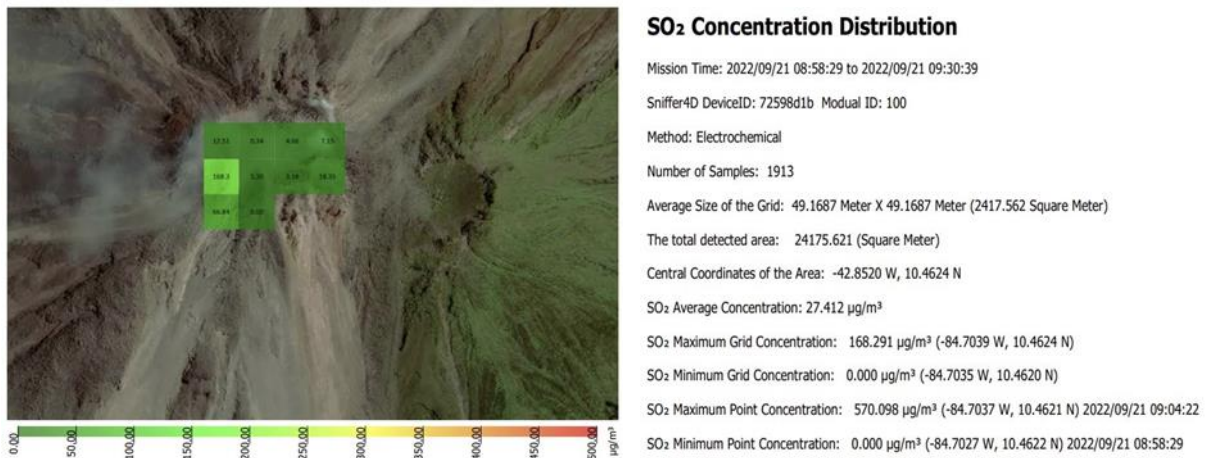 SO₂ Concentration Distribution
Mission Time: 2022/09/21 08:58:29 to 2022/09/21 09:30:39
Sniffer4D DeviceID: 72598d1b Modual ID: 100
Method: Electrochemical
Number of Samples: 1913
Average Size of the Grid: 49.1687 Meter X 49.1687 Meter (2417.562 Square Meter)
The total detected area: 24175.621 (Square Meter)
Central Coordinates of the Area: -42.8520 W, 10.4624 N
SO₂ Average Concentration: 27.412 µg/m³
SO₂ Maximum Grid Concentration: 168.291 µg/m³ (-84.7039 W, 10.4624 N)
SO₂ Minimum Grid Concentration: 0.000 µg/m³ (-84.7035 W, 10.4620 N)
SO₂ Maximum Point Concentration: 570.098 µg/m³ (-84.7037 W, 10.4621 N) 2022/09/21 09:04:22
SO₂ Minimum Point Concentration: 0.000 µg/m³ (-84.7027 W, 10.4622 N) 2022/09/21 08:58:29
168.3
66.84 0.00
0.00 50.00 100.00 150.00 200.00 250.00 300.00 350.00 400.00 450.00 500.00 µg/m³